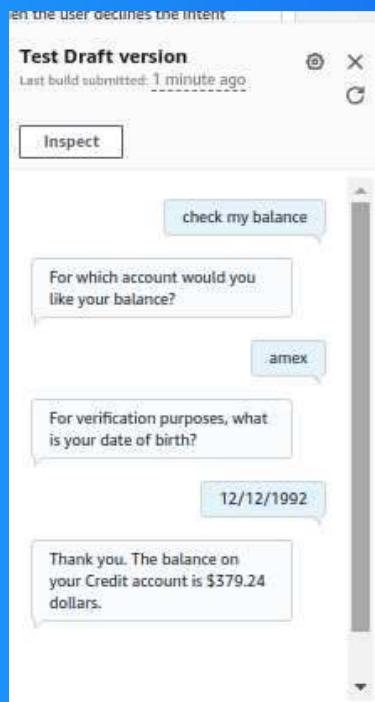 en the user declines the intent
Test Draft version
Last build submitted: 1 minute ago
Inspect
check my balance
For which account would you
like your balance?
amex
For verification purposes, what
is your date of birth?
12/12/1992
Thank you. The balance on
your Credit account is $379.24
dollars.